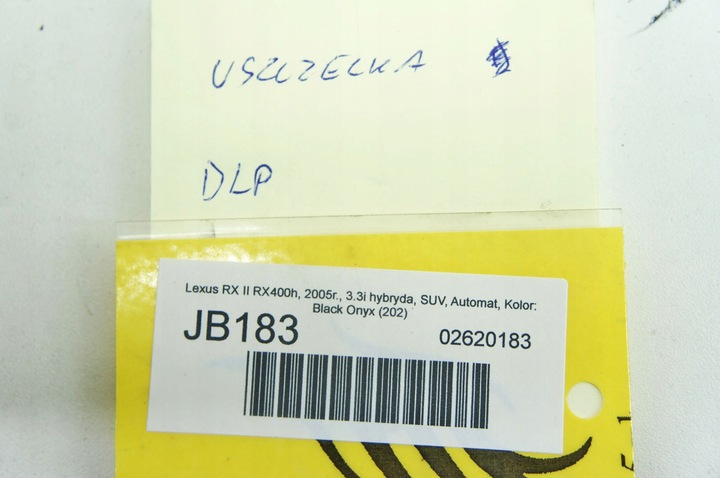 USZCZELKA
DLP
Lexus RX II RX400h, 2005r., 3.3i hybryda, SUV, Automat, Kolor:
Black Onyx (202)
JB183 02620183